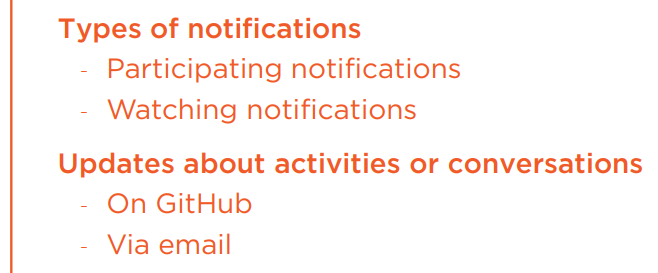 Types of notifications
- Participating notifications
- Watching notifications
Updates about activities or conversations
- On GitHub
- Via email